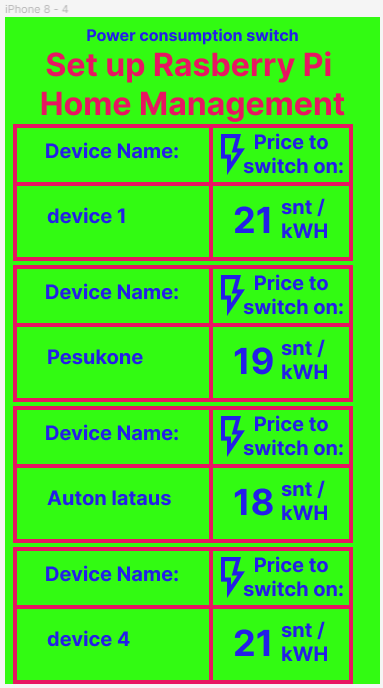 iPhone 8 - 4
Power consumption switch
Set up Rasberry Pi
Home Management
Device Name:
Price to
switch on:
device 1
21
snt /
kWH
Device Name:
Price to
switch on:
Pesukone
19
snt /
kWH
Device Name:
Price to
switch on:
Auton lataus
18
snt /
kWH
Device Name:
Price to
switch on:
device 4
21
snt /
kWH